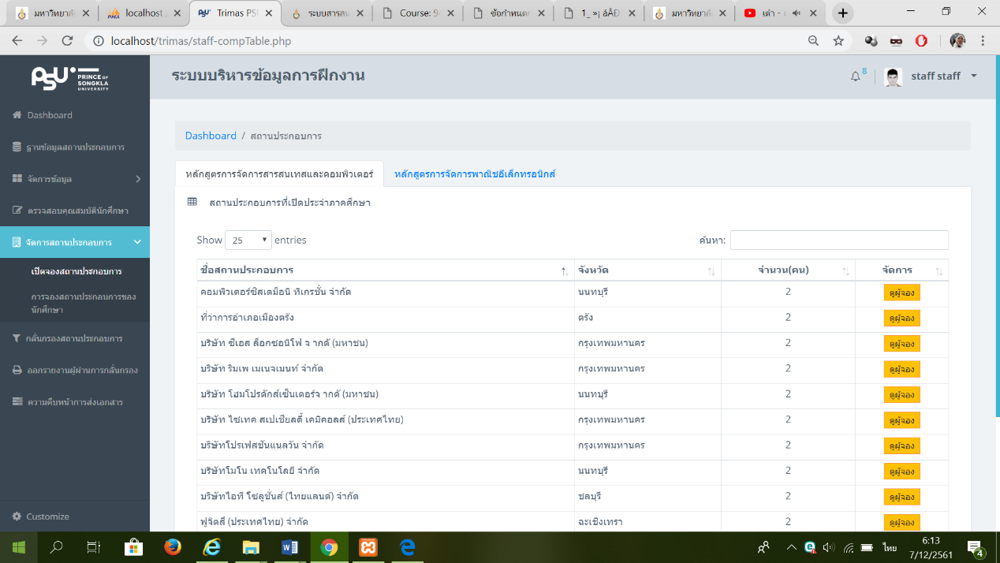 มหาวิทยาลั
localhost /
Trimas PSU
ระบบสารสน
Course: 9
ข้อกำหนด
1_ »¡ áÂÐ
มหาวิทยาลั
เต่า -
localhost/trimas/staff-compTable.php
PSU
PRINCE OF
SONGKLA
UNIVERSITY
ระบบบริหารข้อมูลการฝึกงาน
8
staff staff
Dashboard
ฐานข้อมูลสถานประกอบการ
จัดการข้อมูล
ตรวจสอบคุณสมบัตินักศึกษา
จัดการสถานประกอบการ
เปิดจองสถานประกอบการ
การจองสถานประกอบการของ
นักศึกษา
กลั่นกรองสถานประกอบการ
ออกรายงานผู้ผ่านการกลั่นกรอง
ความคืบหน้าการส่งเอกสาร
Customize
Dashboard / สถานประกอบการ
หลักสูตรการจัดการสารสนเทสและคอมพิวเตอร์ หลักสูตรการจัดการพาณิชอิเล็กทรอนิกส์
สถานประกอบการที่เปิดประจำภาคศึกษา
Show 25 entries ค้นหา:
ชื่อสถานประกอบการ จังหวัด จำนวน(คน) จัดการ
คอมพิวเตอร์ซิสเตม็อนิ ทิเกรชั่น จำกัด นนทบุรี 2 ดูผู้จอง
ที่ว่าการอำเภอเมืองตรัง ตรัง 2 ดูผู้จอง
บริษัท ซีเอส ล็อกซอินิโฟ จ ากดั (มหาชน) กรุงเทพมหานคร 2 ดูผู้จอง
บริษัท ริมเพ เมเนจเมนท์ จำกัด กรุงเทพมหานคร 2 ดูผู้จอง
บริษัท โฮมโปรดักส์เซ็นเตอร์จ ากดั (มหาชน) นนทบุรี 2 ดูผู้จอง
บริษัท ไฮเทค สเปเชียลตี้ เคมิคอลส์ (ประเทศไทย) กรุงเทพมหานคร 2 ดูผู้จอง
บริษัทโปรเฟสชันแนลวัน จำกัด กรุงเทพมหานคร 2 ดูผู้จอง
บริษัทโมโน เทคโนโลยี จำกัด นนทบุรี 2 ดูผู้จอง
บริษัทไอที โซลูชั่นส์ (ไทยแลนด์) จำกัด ชลบุรี 2 ดูผู้จอง
ฟูจิตสึ (ประเทศไทย) จำกัด ฉะเชิงเทรา 2 ดูผู้จอง
ไทย
6:13
7/12/2561
4